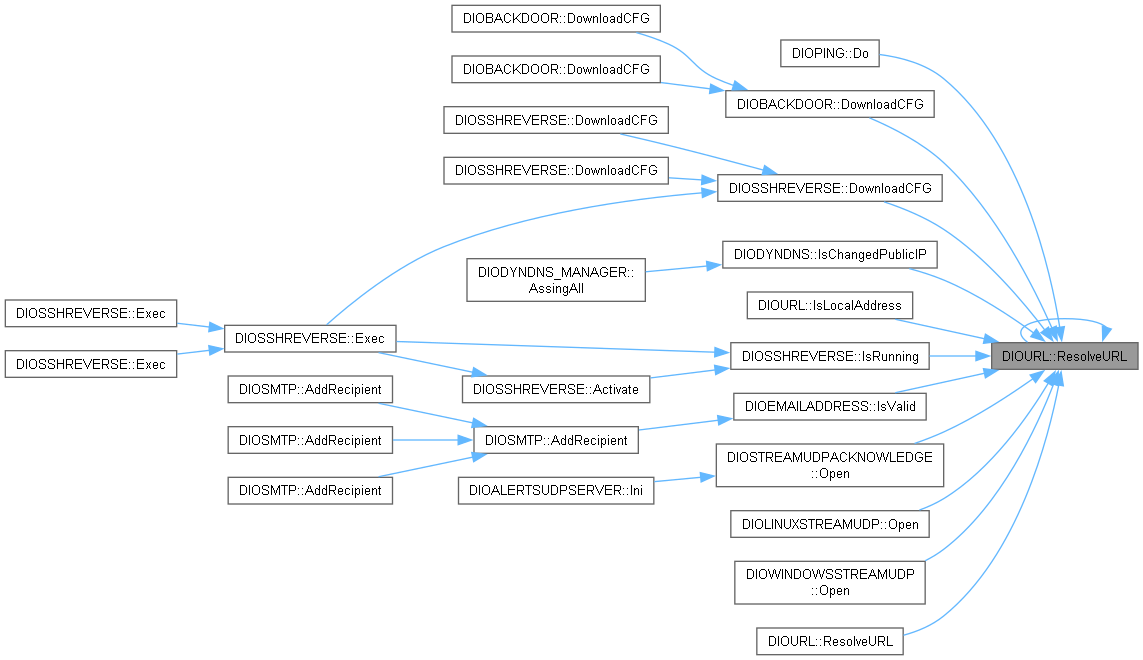 DIOBACKDOOR::DownloadCFG
DIOPING::Do
DIOBACKDOOR::DownloadCFG
DIOBACKDOOR::DownloadCFG
DIOSSHREVERSE::DownloadCFG
DIOSSHREVERSE::DownloadCFG
DIOSSHREVERSE::DownloadCFG
DIODYNDNS::IsChangedPublicIP
DIODYNDNS_MANAGER::
AssingAll
DIOURL::IsLocalAddress
DIOSSHREVERSE::Exec
DIOSSHREVERSE::Exec
DIOSSHREVERSE::IsRunning
DIOURL::ResolveURL
DIOSSHREVERSE::Exec
DIOSMTP::AddRecipient
DIOSSHREVERSE::Activate
DIOEMAILADDRESS::IsValid
DIOSMTP::AddRecipient
DIOSMTP::AddRecipient
DIOSTREAMUDPACKNOWLEDGE
::Open
DIOSMTP::AddRecipient
DIOALERTSUDPSERVER::Ini
DIOLINUXSTREAMUDP::Open
DIOWINDOWSSTREAMUDP
::Open
DIOURL::ResolveURL